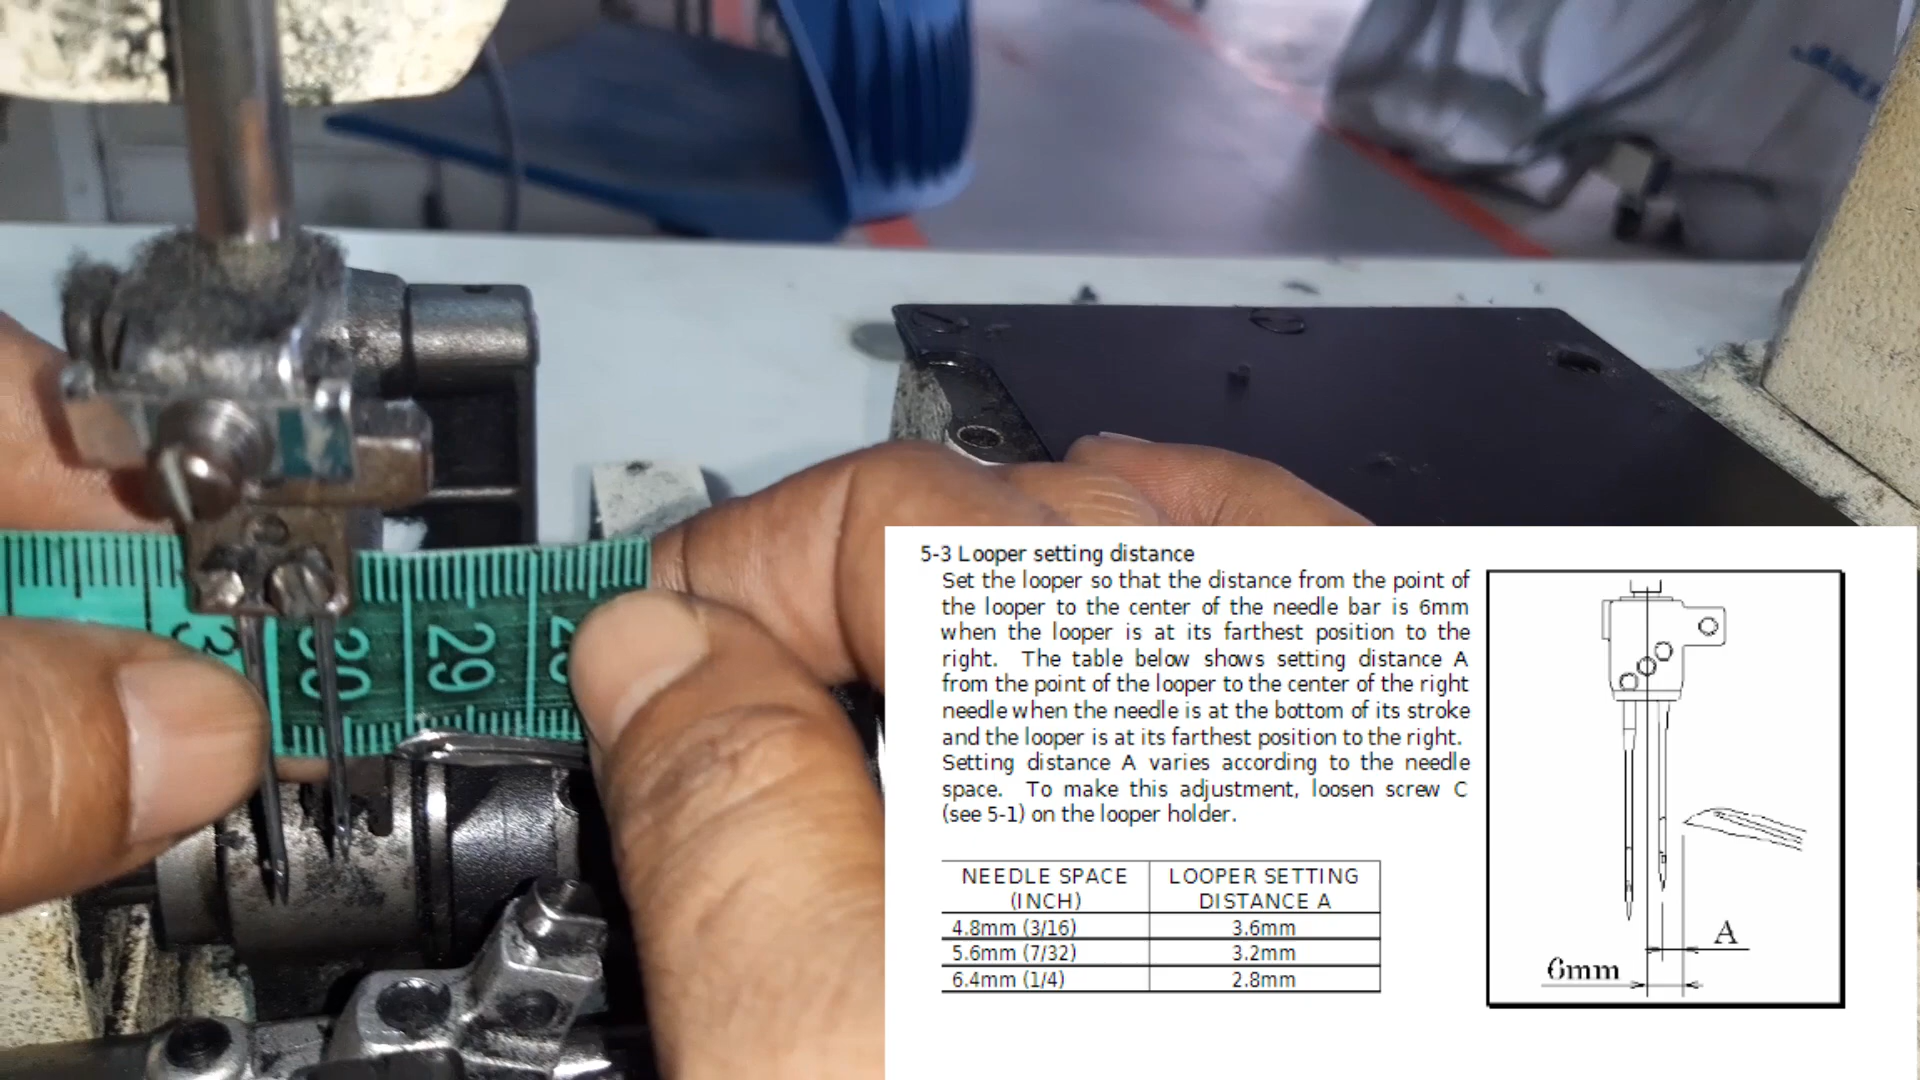 3
30
29
5-3 Looper setting distance
Set the looper so that the distance from the point of
the looper to the center of the needle bar is 6mm
when the looper is at its farthest position to the
right. The table below shows setting distance A
from the point of the looper to the center of the right
needle when the needle is at the bottom of its stroke
and the looper is at its farthest position to the right.
Setting distance A varies according to the needle
space. To make this adjustment, loosen screw C
(see 5-1) on the looper holder.
NEEDLE SPACE (INCH) LOOPER SETTING DISTANCE A
4.8mm (3/16) 3.6mm
5.6mm (7/32) 3.2mm
6.4mm (1/4) 2.8mm
A
6mm